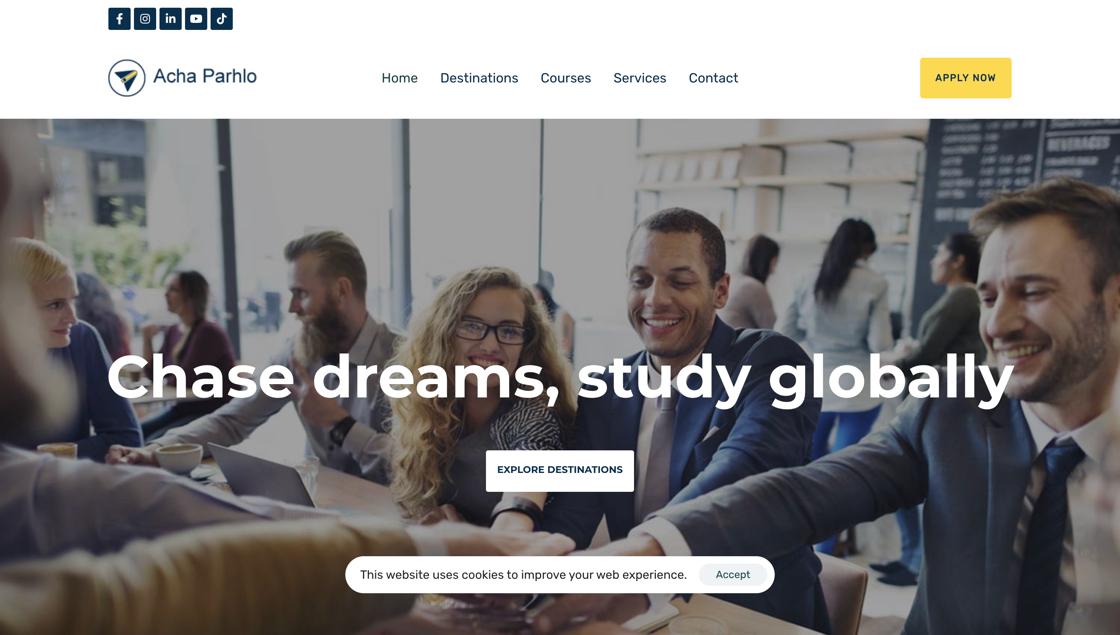 Acha Parhlo
Home Destinations Courses Services Contact
APPLY NOW
BEVERAGES
Chase dreams, study globally
EXPLORE DESTINATIONS
This website uses cookies to improve your web experience. Accept